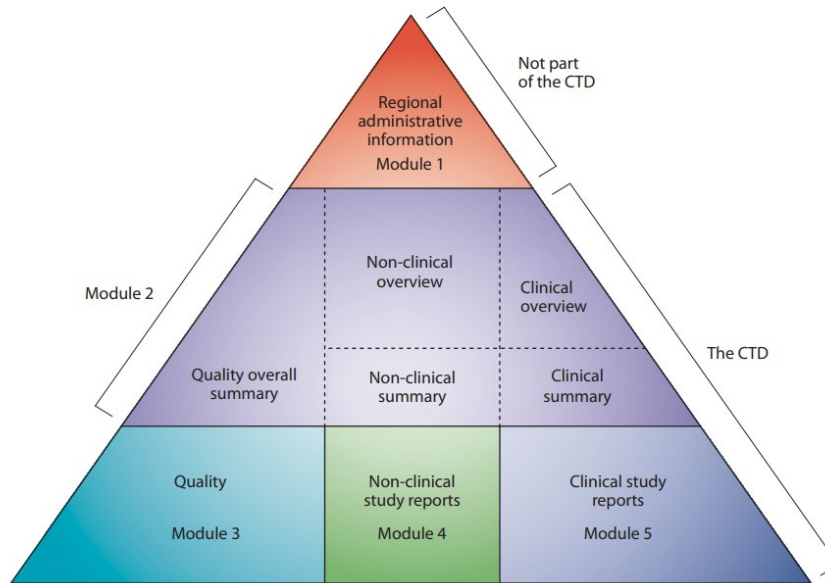 Not part
of the CTD
Regional
administrative
information
Module 1
Module 2
Non-clinical
overview
Clinical
overview
The CTD
Quality overall
summary
Non-clinical
summary
Clinical
summary
Quality
Module 3
Non-clinical
study reports
Module 4
Clinical study
reports
Module 5